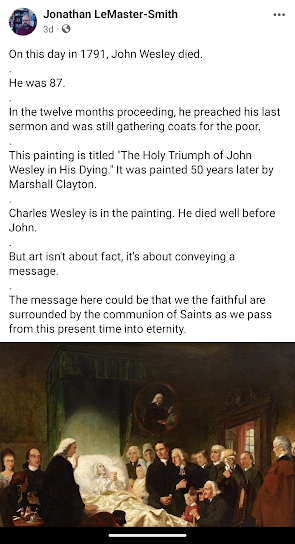 Jonathan LeMaster-Smith
3d ·
On this day in 1791, John Wesley died.
.
He was 87.
.
In the twelve months proceeding, he preached his last
sermon and was still gathering coats for the poor.
.
This painting is titled "The Holy Triumph of John
Wesley in His Dying." It was painted 50 years later by
Marshall Clayton.
.
Charles Wesley is in the painting. He died well before
John.
.
But art isn't about fact, it's about conveying a
message.
.
The message here could be that we the faithful are
surrounded by the communion of Saints as we pass
from this present time into eternity.